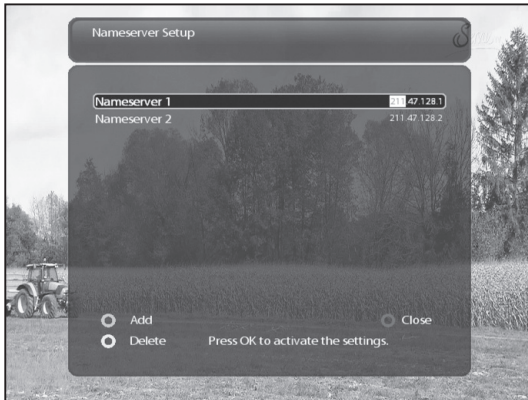 Nameserver Setup
Nameserver 1 211.47.128.1
Nameserver 2 211.47.128.2
Add Close
Delete Press OK to activate the settings.